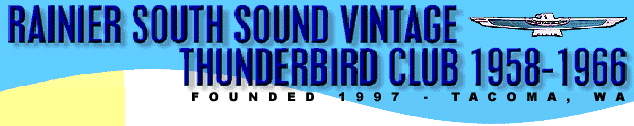 RAINIER SOUTH SOUND VINTAGE
THUNDERBIRD CLUB 1958-1966
FOUNDED 1997 - TACOMA, WA